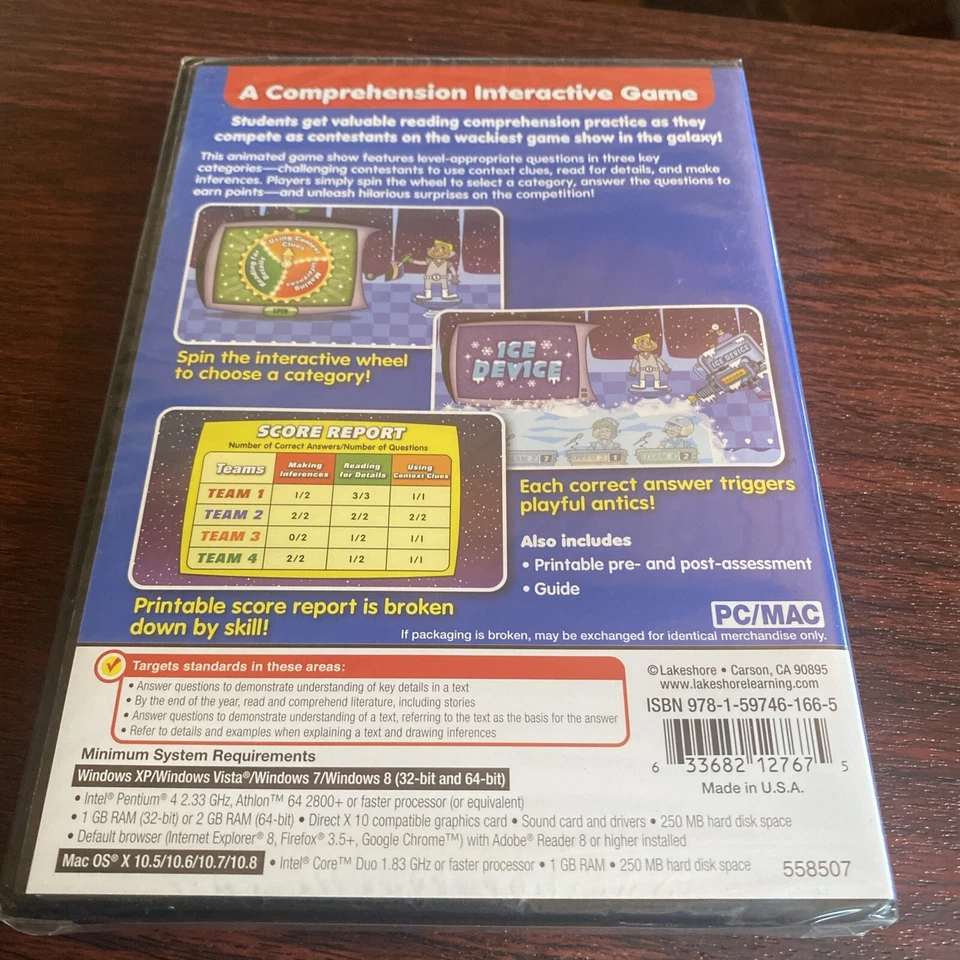 A Comprehension Interactive Game
Students get valuable reading comprehension practice as they
compete as contestants on the wackiest game show in the galaxy!
This animated game show features level-appropriate questions in three key
categories—challenging contestants to use context clues, read for details, and make
inferences. Players simply spin the wheel to select a category, answer the questions to
earn points—and unleash hilarious surprises on the competition!
Using Context
Clues
Making
Inferences
Reading for
Details
SPIN
Spin the interactive wheel
to choose a category!
ICE
DEVICE
ICE DEVICE
7
1
2
Each correct answer triggers
playful antics!
SCORE REPORT
Number of Correct Answers/Number of Questions
Teams Making Inferences Reading for Details Using Context Clues
TEAM 1 1/2 3/3 1/1
TEAM 2 2/2 2/2 2/2
TEAM 3 0/2 1/2 1/1
TEAM 4 2/2 1/2 1/1
Printable score report is broken
down by skill!
Also includes
• Printable pre- and post-assessment
• Guide
PC/MAC
If packaging is broken, may be exchanged for identical merchandise only.
Targets standards in these areas:
• Answer questions to demonstrate understanding of key details in a text
• By the end of the year, read and comprehend literature, including stories
• Answer questions to demonstrate understanding of a text, referring to the text as the basis for the answer
• Refer to details and examples when explaining a text and drawing inferences
©Lakeshore • Carson, CA 90895
www.lakeshorelearning.com
ISBN 978-1-59746-166-5
6 33682 12767 5
Made in U.S.A.
Minimum System Requirements
Windows XP/Windows Vista®/Windows 7/Windows 8 (32-bit and 64-bit)
• Intel® Pentium® 4 2.33 GHz, Athlon™ 64 2800+ or faster processor (or equivalent)
• 1 GB RAM (32-bit) or 2 GB RAM (64-bit) • Direct X 10 compatible graphics card • Sound card and drivers • 250 MB hard disk space
• Default browser (Internet Explorer® 8, Firefox® 3.5+, Google Chrome™) with Adobe® Reader 8 or higher installed
Mac OS® X 10.5/10.6/10.7/10.8 • Intel® Core™ Duo 1.83 GHz or faster processor • 1 GB RAM • 250 MB hard disk space
558507